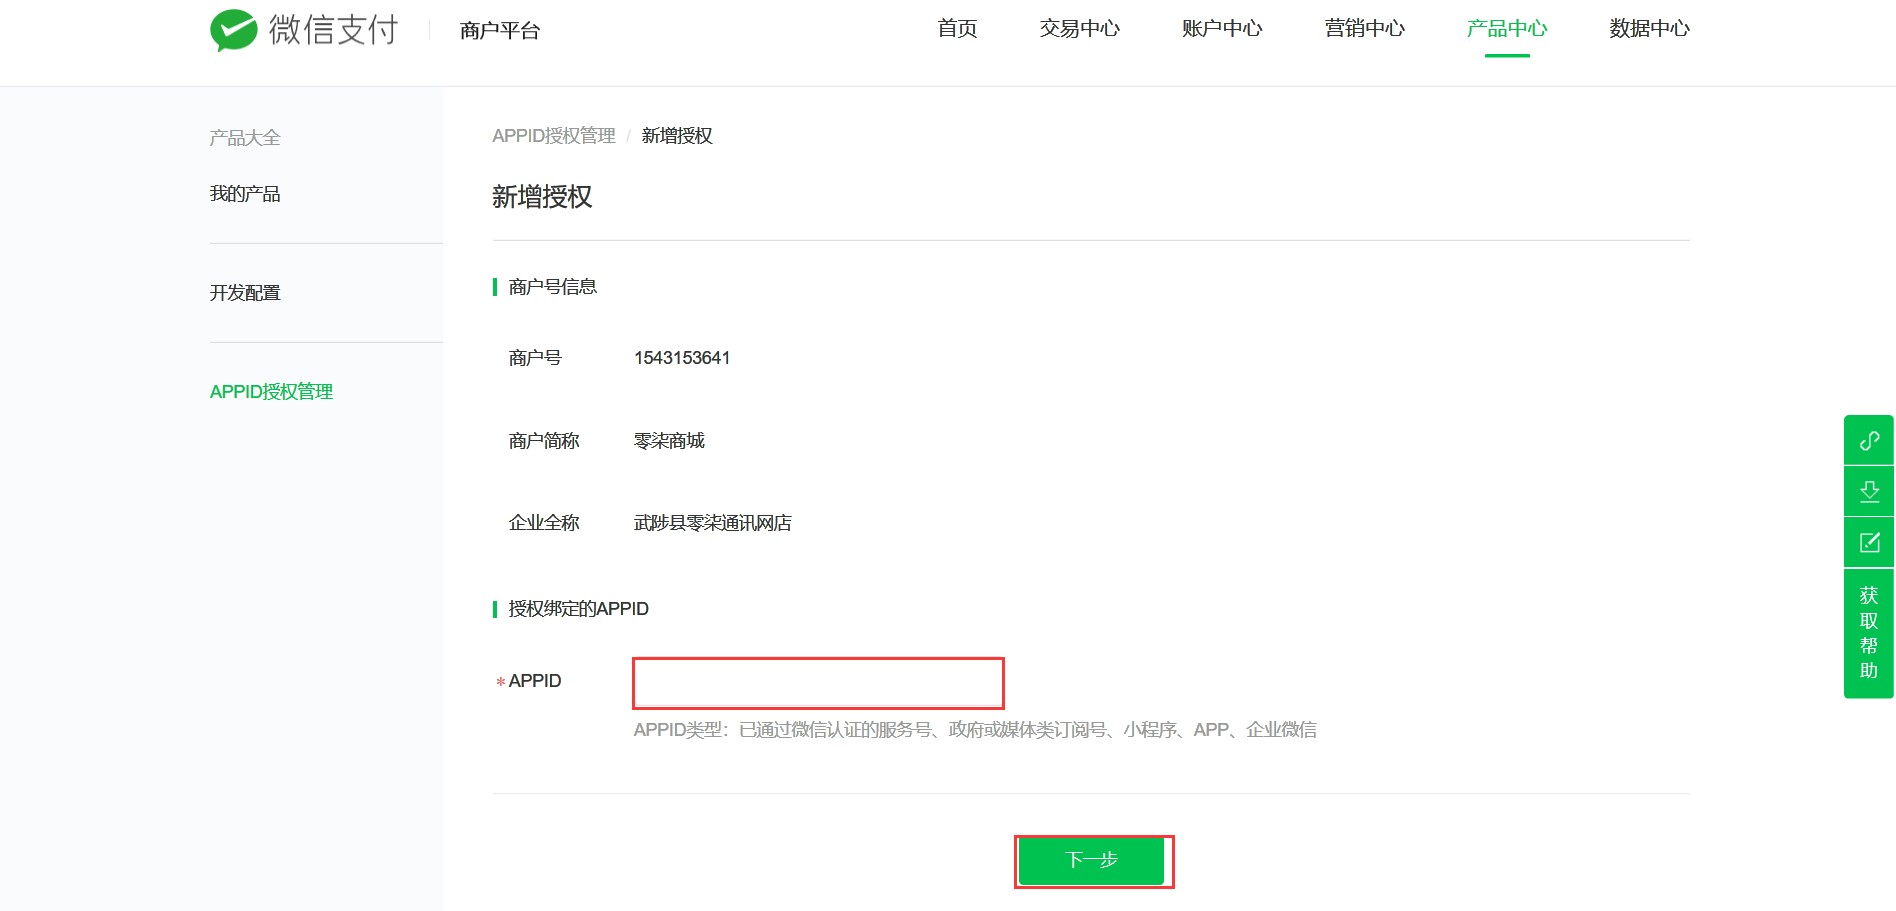 微信支付 商户平台 首页 交易中心 账户中心 营销中心 产品中心 数据中心
产品大全
我的产品
开发配置
APPID授权管理
APPID授权管理 / 新增授权
新增授权
商户号信息
商户号 1543153641
商户简称 零柒商城
企业全称 武陟县零柒通讯网店
授权绑定的APPID
*APPID
APPID类型：已通过微信认证的服务号、政府或媒体类订阅号、小程序、APP、企业微信
下一步
获取帮助